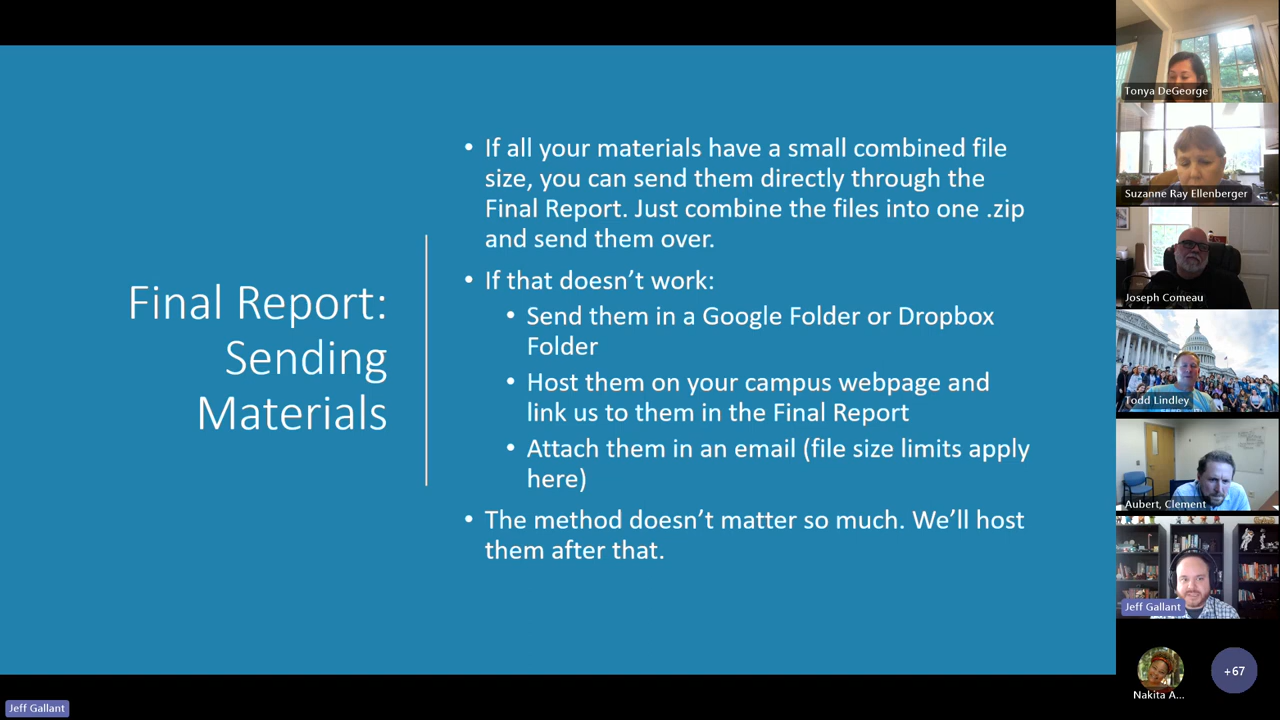 Final Report:
Sending
Materials
• If all your materials have a small combined file
size, you can send them directly through the
Final Report. Just combine the files into one .zip
and send them over.
• If that doesn’t work:
• Send them in a Google Folder or Dropbox
Folder
• Host them on your campus webpage and
link us to them in the Final Report
• Attach them in an email (file size limits apply
here)
• The method doesn’t matter so much. We’ll host
them after that.
Tonya DeGeorge
Suzanne Ray Ellenberger
Joseph Comeau
Todd Lindley
Aubert, Clement
Jeff Gallant
Nakita A...
+67
Jeff Gallant